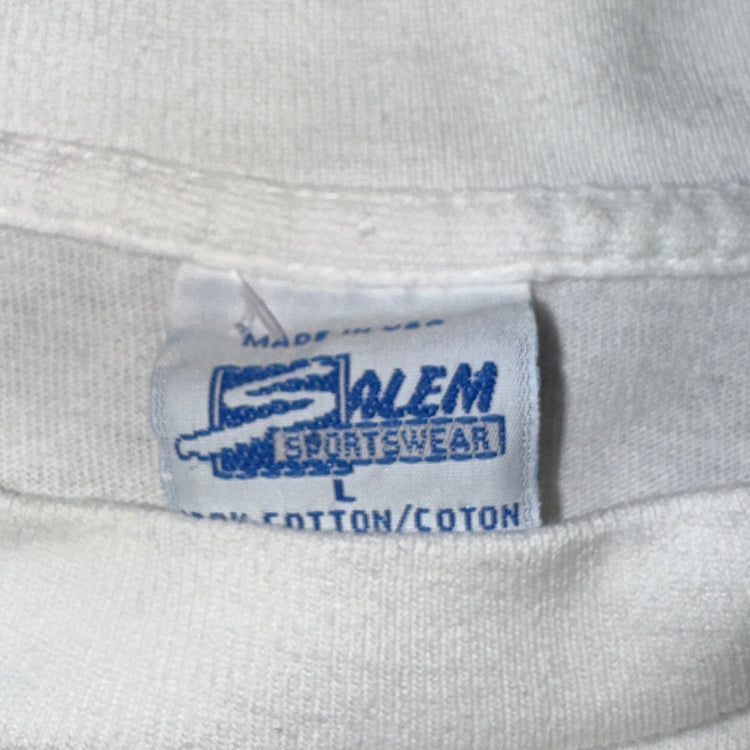 MADE IN USA
SALEM
SPORTSWEAR
L
COTTON/COTON